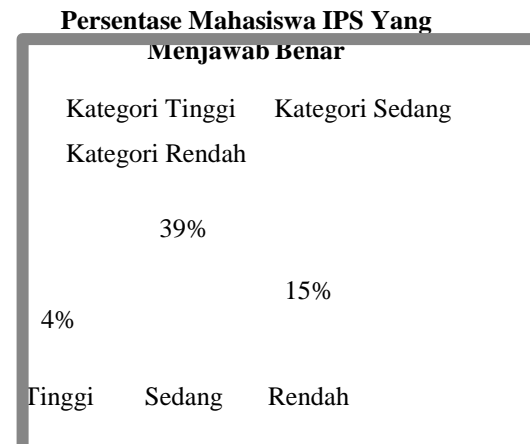 Persentase Mahasiswa IPS Yang
Menjawab Benar
Kategori Tinggi Kategori Sedang
Kategori Rendah
39%
15%
4%
Tinggi Sedang Rendah